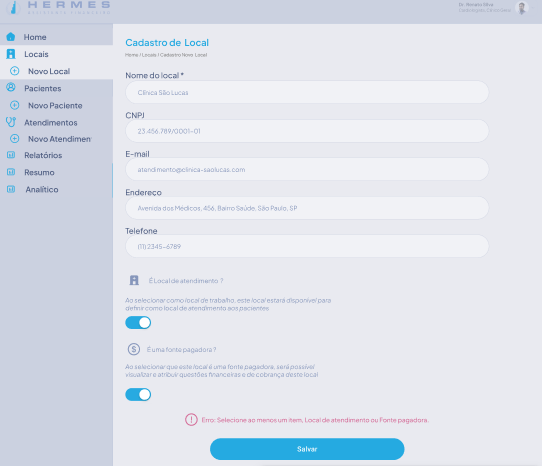 HERMES
ASSISTENTE FINANCEIRO
Dr. Renato Silva
Home
Locais
Novo Local
Pacientes
Novo Paciente
Atendimentos
Novo Atendimen
Relatórios
Resumo
Analítico
Cadastro de Local
Home / Locais / Cadastro Novo Local
Nome do local *
Clínica São Lucas
CNPJ
23.456.789/0001-01
E-mail
atendimento@clinica-saolucas.com
Endereço
Avenida dos Médicos, 456, Bairro Saúde, São Paulo, SP
Telefone
(11) 2345-6789
É Local de atendimento ?
Ao selecionar como local de trabalho, este local estará disponível para
definir como local de atendimento aos pacientes
É uma fonte pagadora ?
Ao selecionar que este local é uma fonte pagadora, será possível
visualizar e atribuir questões financeiras e de cobrança deste local
Erro: Selecione ao menos um item, Local de atendimento ou Fonte pagadora.
Salvar